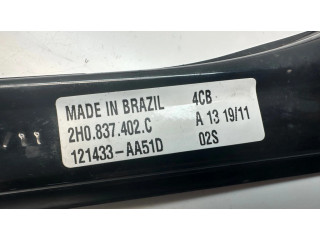 MADE IN BRAZIL 4CB
2H0.837.402.C A 13 19/11
121433-AA51D 02S